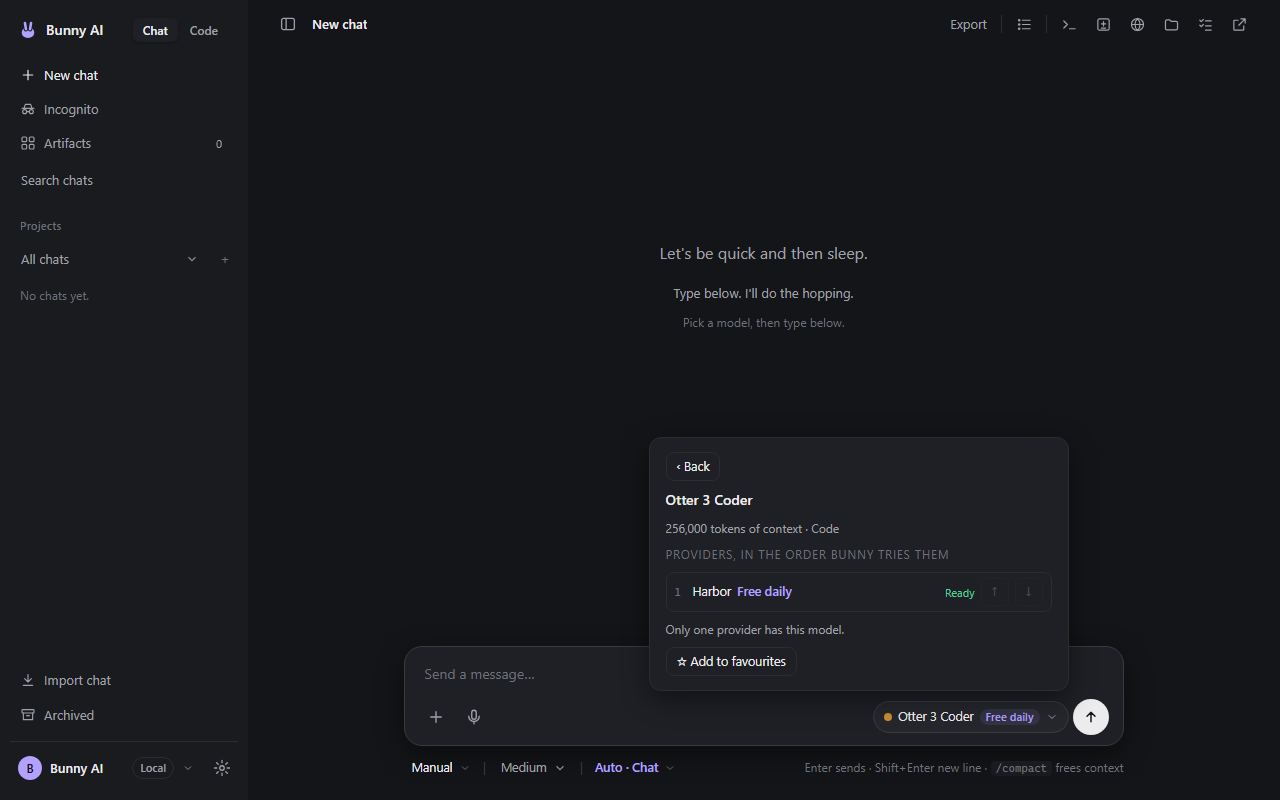 Bunny AI
Chat
Code
New chat
Incognito
Artifacts
0
Search chats
Projects
All chats
+
No chats yet.
Import chat
Archived
B
Bunny AI
Local
New chat
Export
Let's be quick and then sleep.
Type below. I'll do the hopping.
Pick a model, then type below.
‹ Back
Otter 3 Coder
256,000 tokens of context · Code
PROVIDERS, IN THE ORDER BUNNY TRIES THEM
1 Harbor Free daily Ready ↑ ↓
Only one provider has this model.
☆ Add to favourites
Send a message...
Otter 3 Coder Free daily
Manual
Medium
Auto · Chat
Enter sends · Shift+Enter new line · /compact frees context